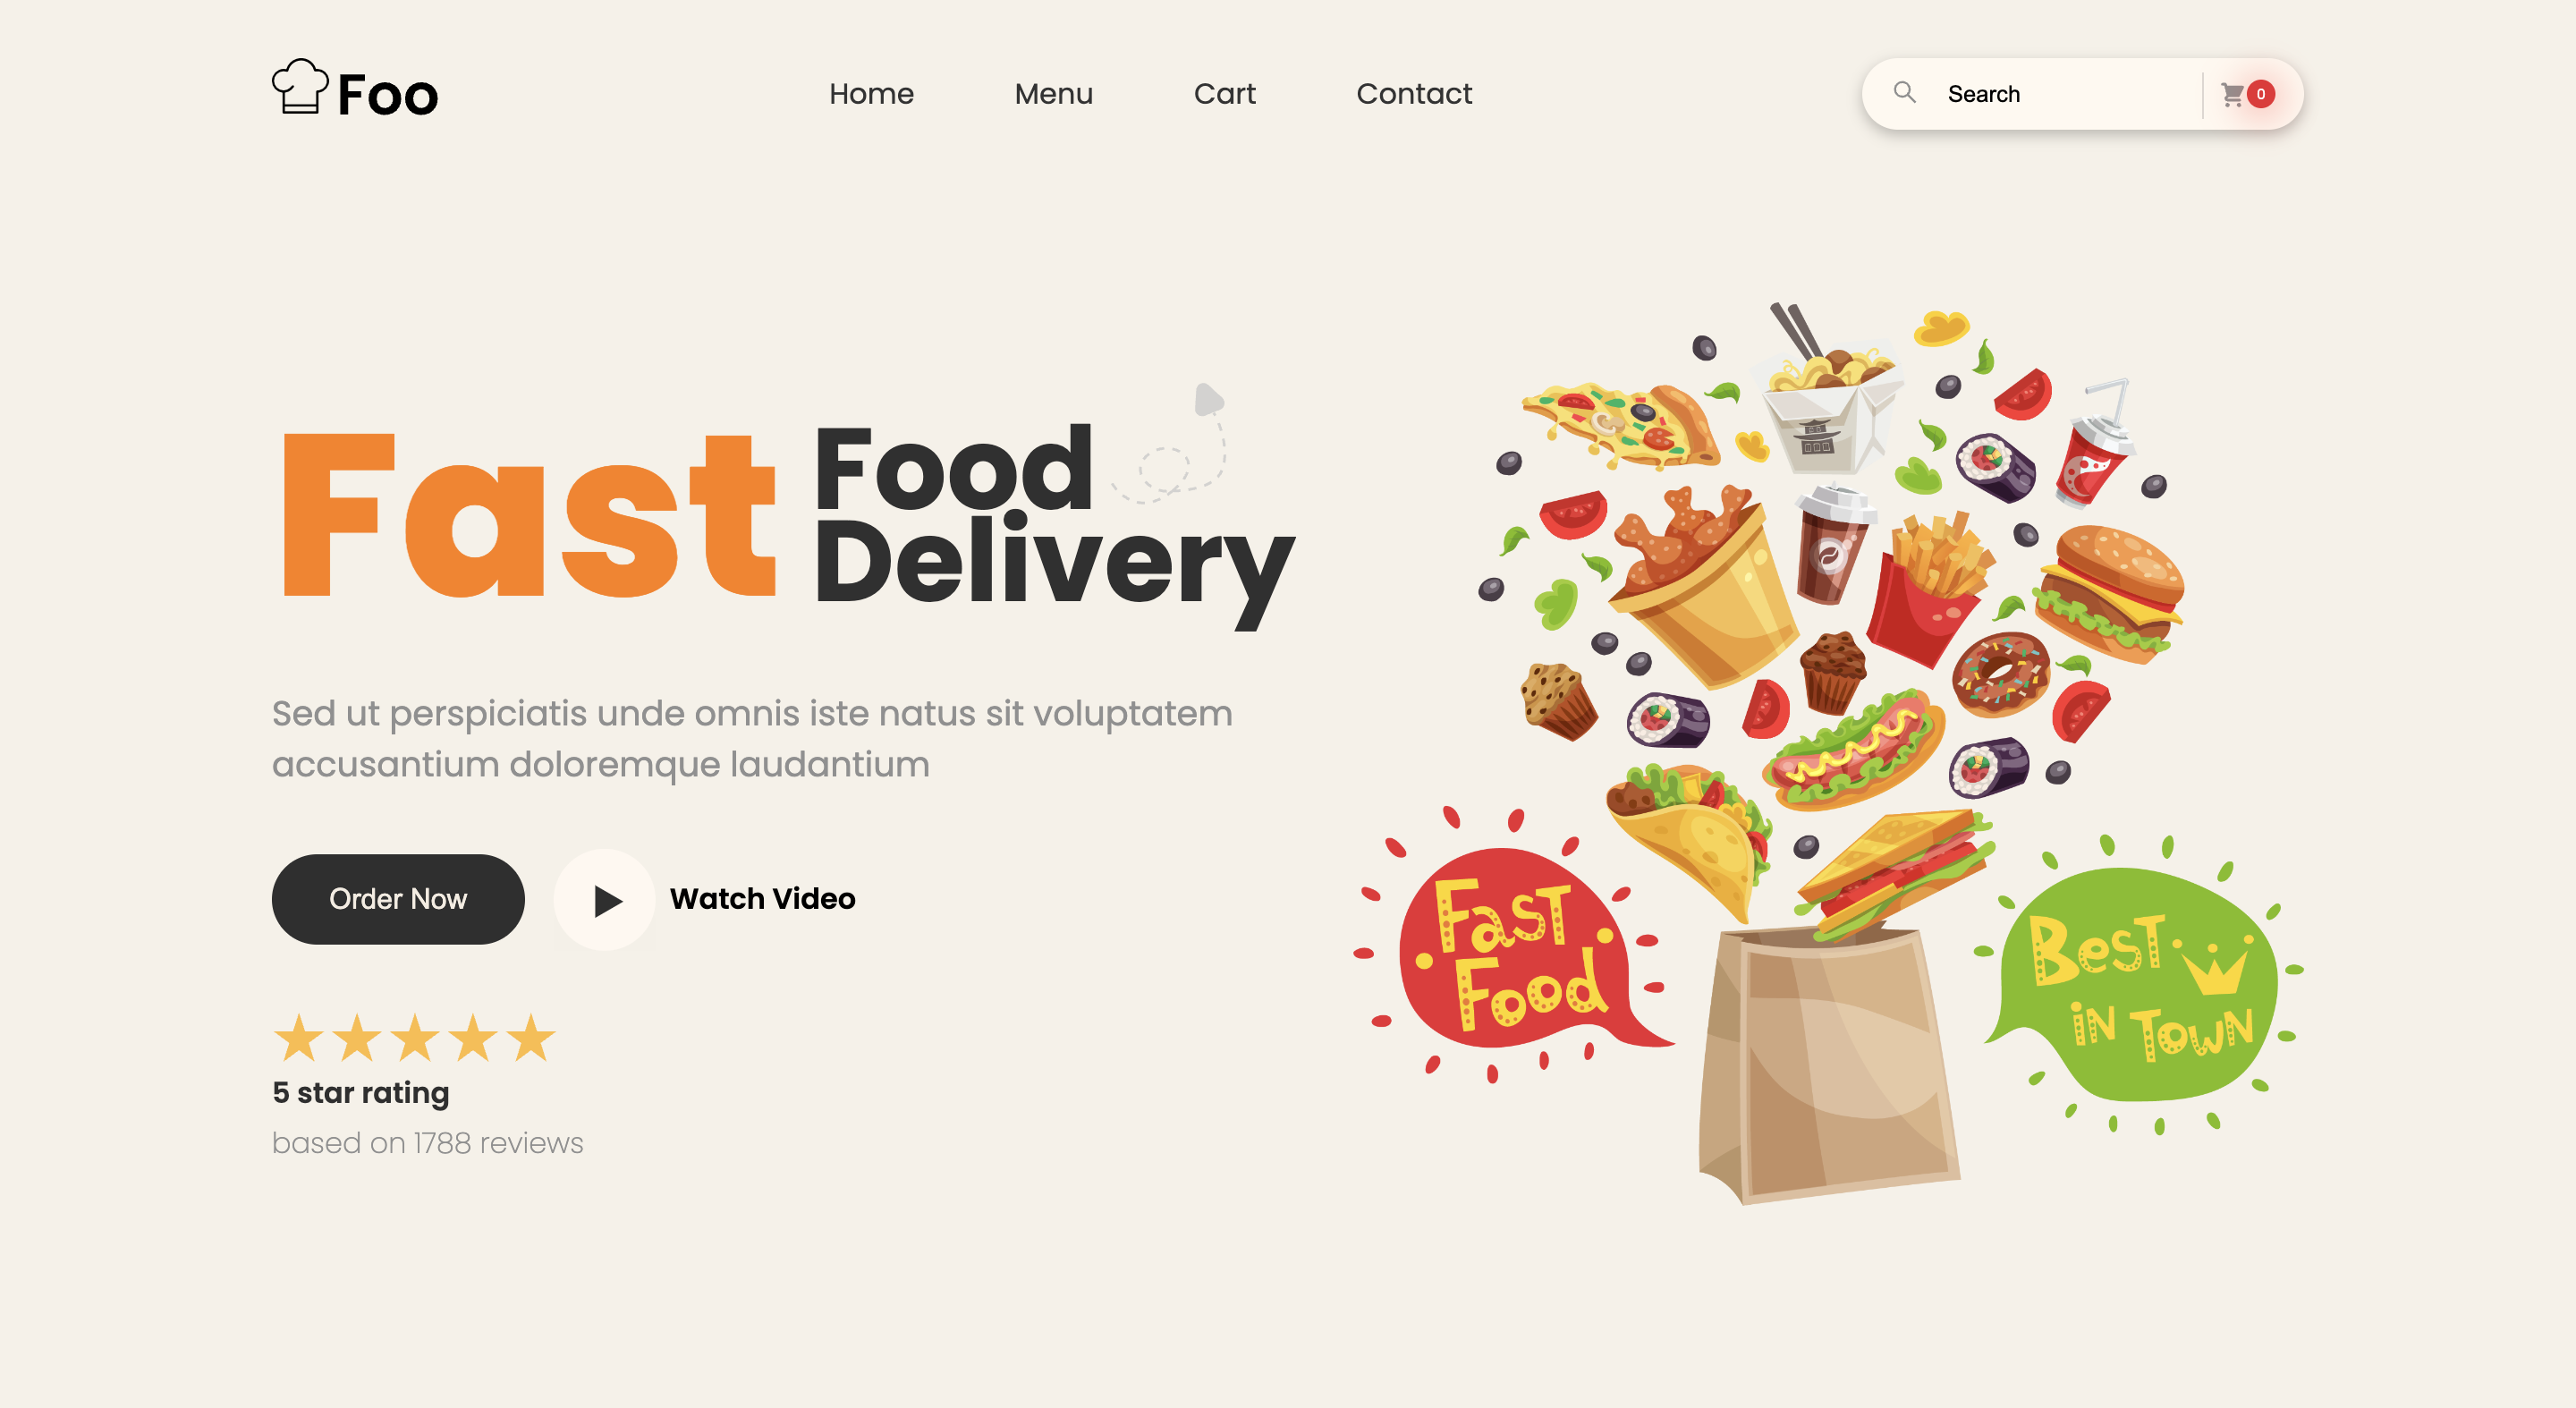 Foo
Home
Menu
Cart
Contact
Search
0
Fast
Food
Delivery
Sed ut perspiciatis unde omnis iste natus sit voluptatem
accusantium doloremque laudantium
Order Now
Watch Video
5 star rating
based on 1788 reviews
Fast
Food
Best
in Town